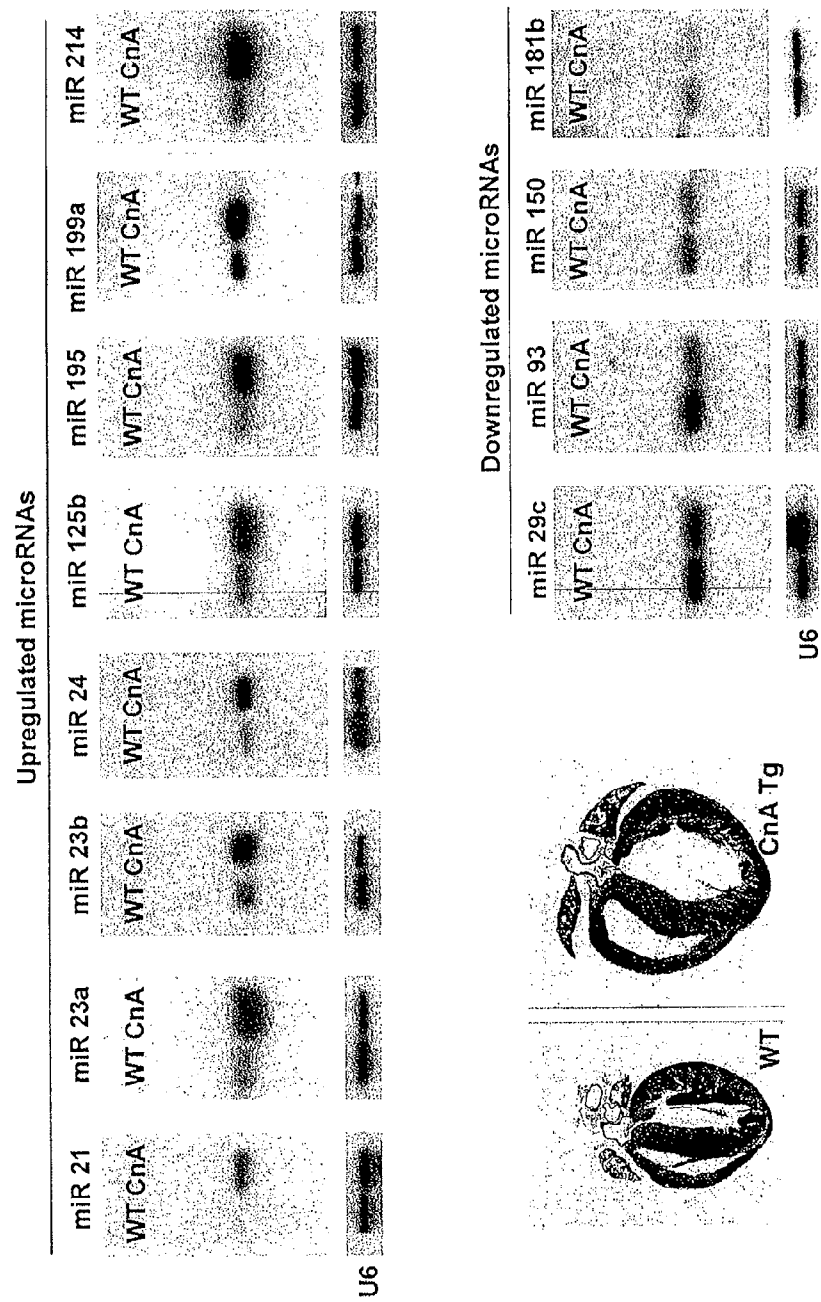 Upregulated microRNAs
miR 21 miR 23a miR 23b miR 24 miR 125b miR 195 miR 199a miR 214
WT CnA WT CnA WT CnA WT CnA WT CnA WT CnA WT CnA WT CnA
U6
Downregulated microRNAs
miR 29c miR 93 miR 150 miR 181b
WT CnA WT CnA WT CnA WT CnA
U6
WT CnA Tg